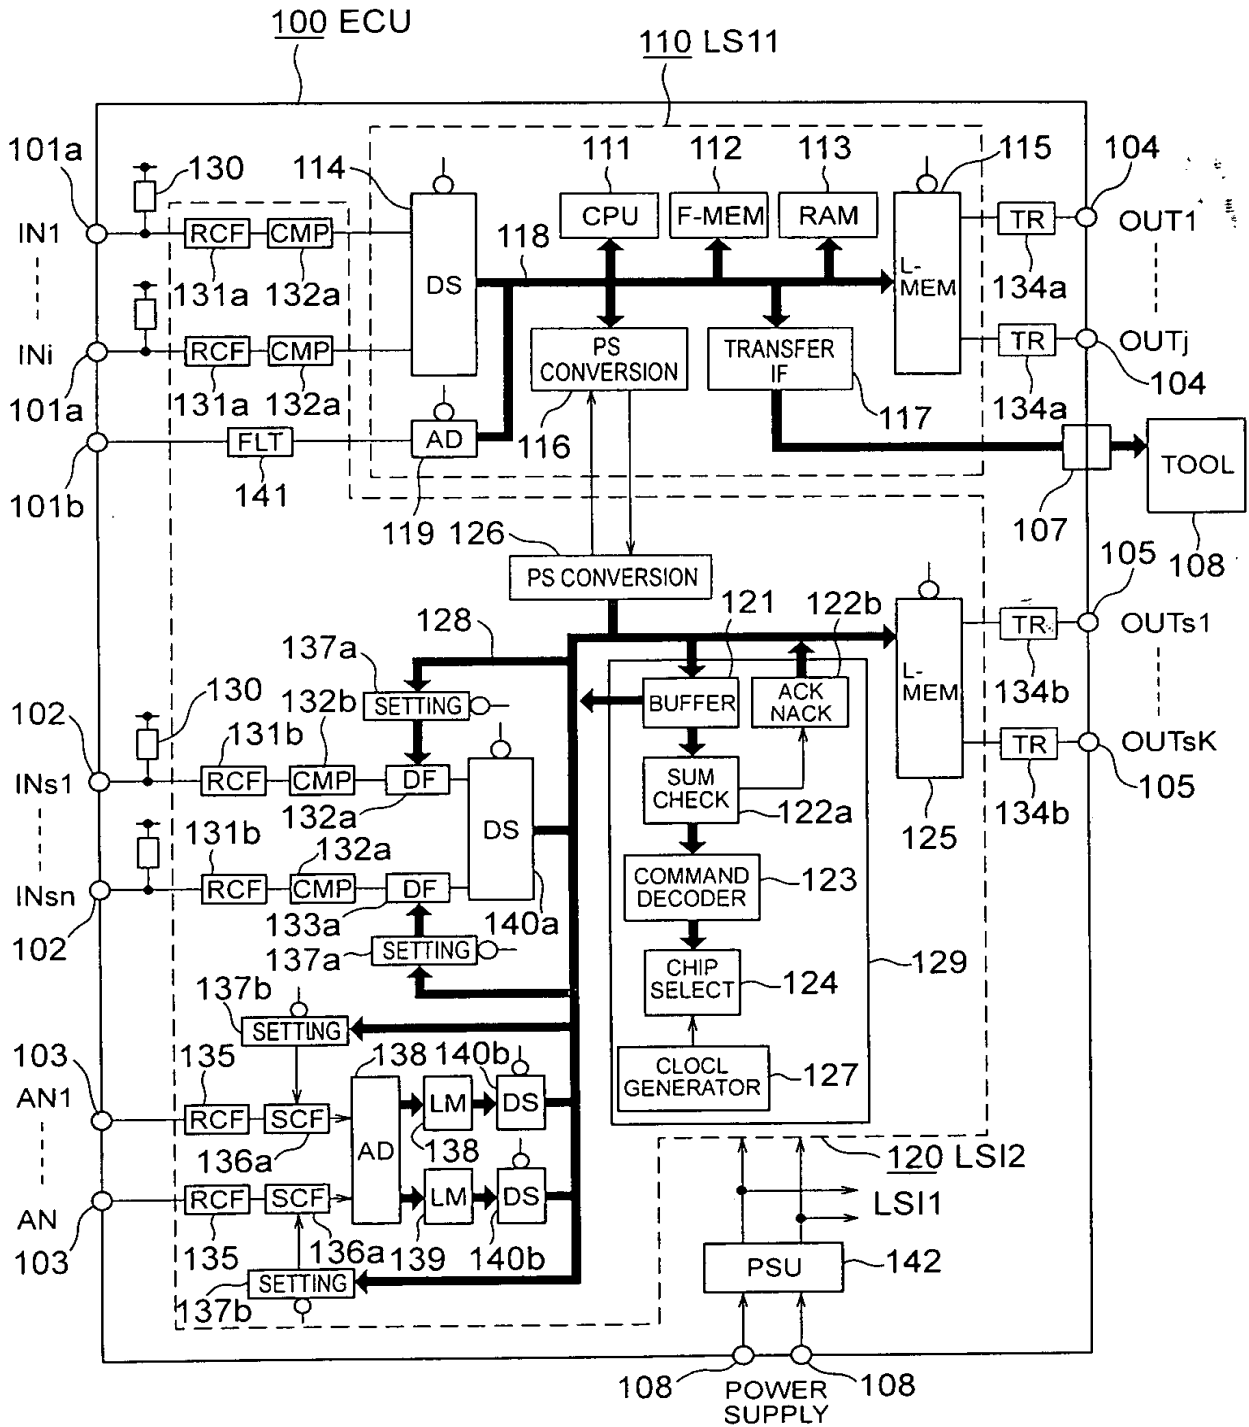 100 ECU
110 LS11
101a
130
114
111
112
113
115
104
IN1
RCF
CMP
CPU
F-MEM
RAM
TR
OUT1
118
131a
132a
DS
L-MEM
134a
INi
RCF
CMP
PS CONVERSION
TRANSFER IF
TR
OUTj
101a
131a
132a
116
117
134a
104
FLT
AD
TOOL
101b
141
119
107
108
126
PS CONVERSION
105
128
121
122b
TR
OUTs1
137a
SETTING
BUFFER
ACK NACK
L-MEM
134b
102
130
131b
132b
TR
OUTsK
INs1
RCF
CMP
DF
SUM CHECK
134b
105
132a
DS
122a
125
131b
132a
INsn
RCF
CMP
DF
COMMAND DECODER
123
102
133a
140a
137a
SETTING
129
CHIP SELECT
124
137b
SETTING
103
135
138
140b
CLOCL GENERATOR
127
AN1
RCF
SCF
AD
LM
DS
136a
138
120 LSI2
AN
RCF
SCF
LM
DS
LSI1
103
135
136a
139
140b
PSU
142
SETTING
137b
108
108
POWER SUPPLY